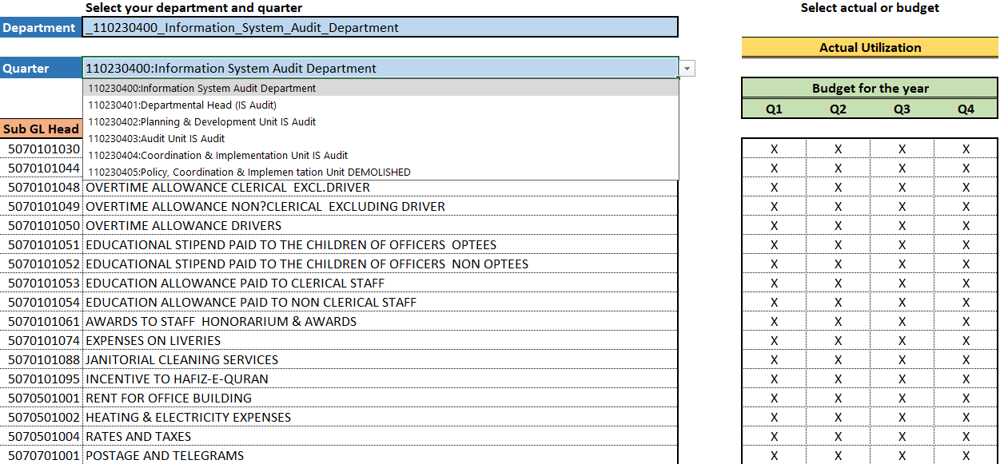 Select your department and quarter
Select actual or budget
Department _110230400_Information_System_Audit_Department
Actual Utilization
Quarter 110230400:Information System Audit Department
110230400:Information System Audit Department
Budget for the year
110230401:Departmental Head (IS Audit)
Q1 Q2 Q3 Q4
110230402:Planning & Development Unit IS Audit
Sub GL Head
110230403:Audit Unit IS Audit
5070101030 110230404:Coordination & Implementation Unit IS Audit X X X X
5070101044 110230405:Policy, Coordination & Implemen tation Unit DEMOLISHED X X X X
5070101048 OVERTIME ALLOWANCE CLERICAL  EXCL.DRIVER X X X X
5070101049 OVERTIME ALLOWANCE NON?CLERICAL  EXCLUDING DRIVER X X X X
5070101050 OVERTIME ALLOWANCE DRIVERS X X X X
5070101051 EDUCATIONAL STIPEND PAID TO THE CHILDREN OF OFFICERS  OPTEES X X X X
5070101052 EDUCATIONAL STIPEND PAID TO THE CHILDREN OF OFFICERS  NON OPTEES X X X X
5070101053 EDUCATION ALLOWANCE PAID TO CLERICAL STAFF X X X X
5070101054 EDUCATION ALLOWANCE PAID TO NON CLERICAL STAFF X X X X
5070101061 AWARDS TO STAFF  HONORARIUM & AWARDS X X X X
5070101074 EXPENSES ON LIVERIES X X X X
5070101088 JANITORIAL CLEANING SERVICES X X X X
5070101095 INCENTIVE TO HAFIZ-E-QURAN X X X X
5070501001 RENT FOR OFFICE BUILDING X X X X
5070501002 HEATING & ELECTRICITY EXPENSES X X X X
5070501004 RATES AND TAXES X X X X
5070701001 POSTAGE AND TELEGRAMS X X X X